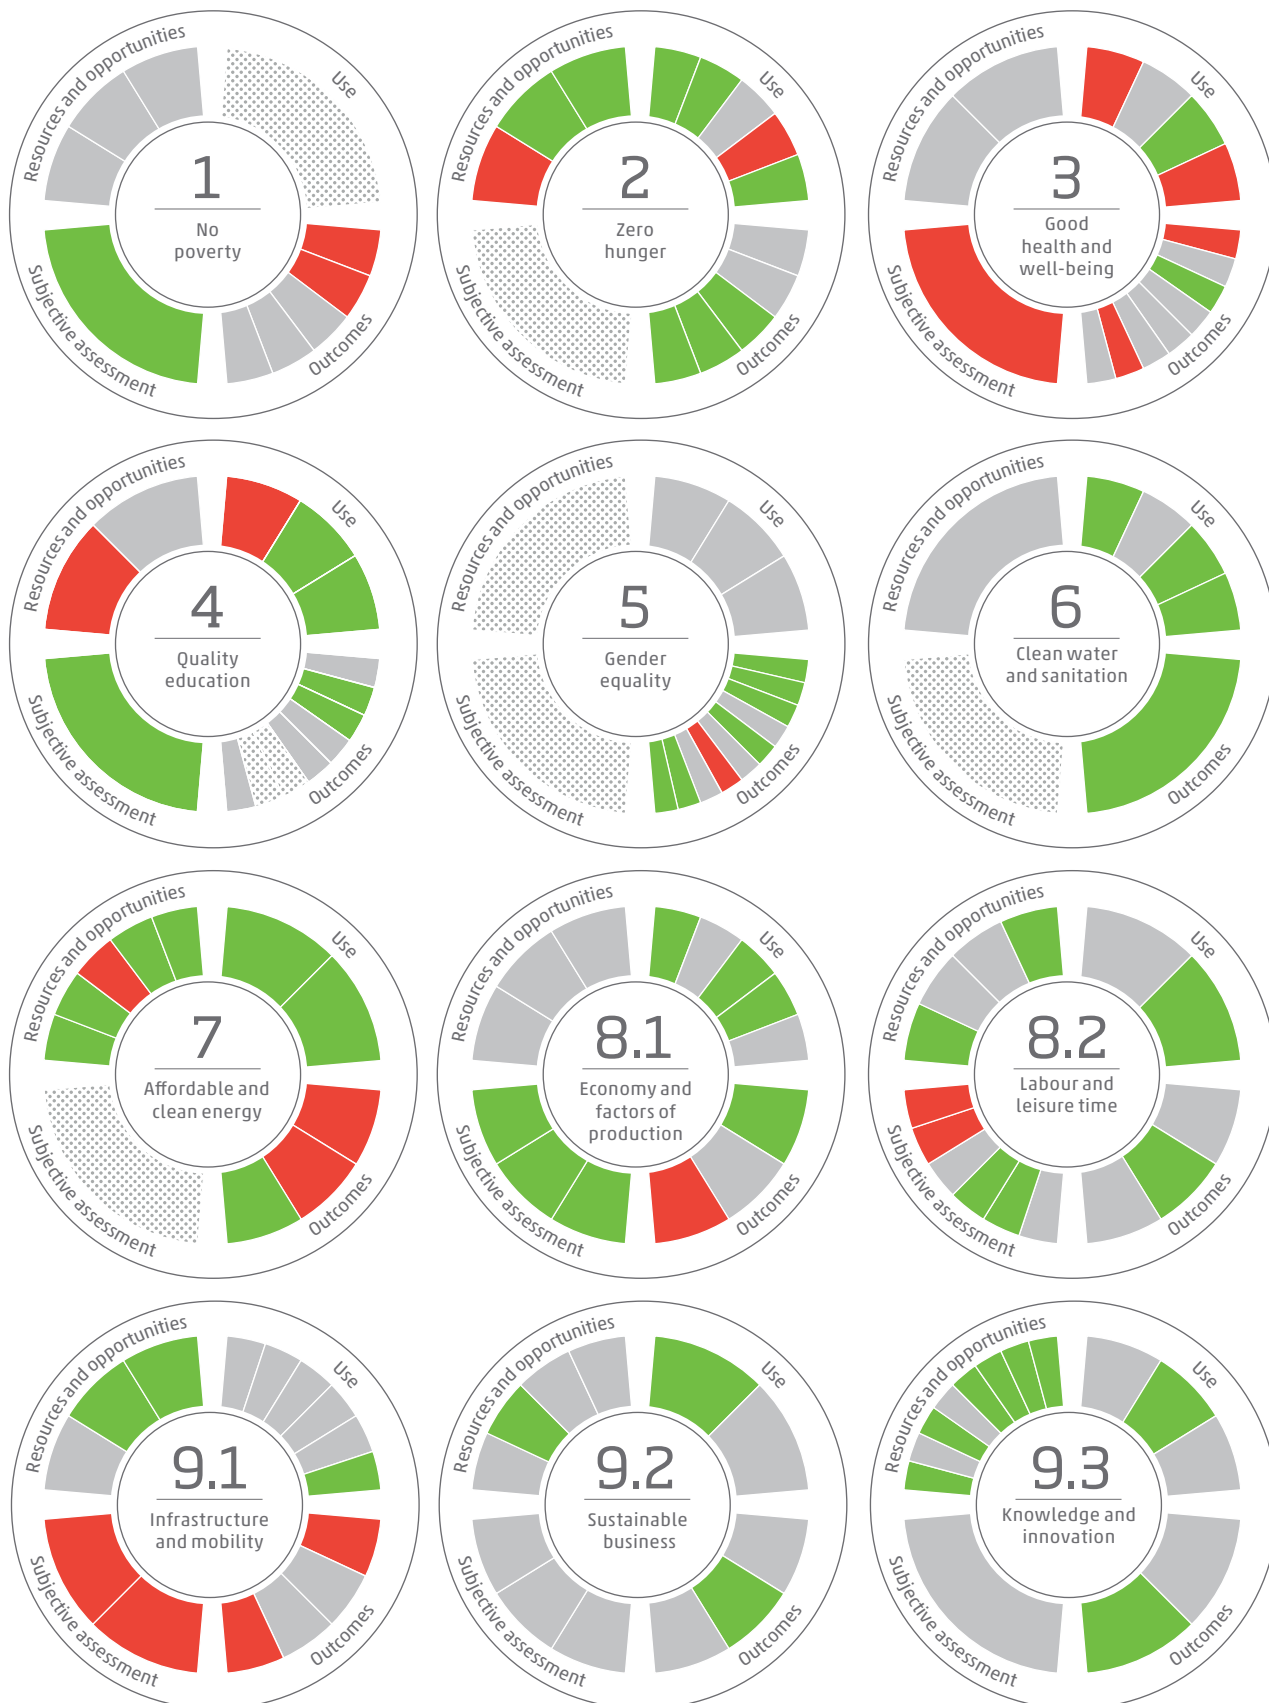 Resources and opportunities
Use
1
No
poverty
Subjective assessment
Outcomes
Resources and opportunities
Use
2
Zero
hunger
Subjective assessment
Outcomes
Resources and opportunities
Use
3
Good
health and
well-being
Subjective assessment
Outcomes
Resources and opportunities
Use
4
Quality
education
Subjective assessment
Outcomes
Resources and opportunities
Use
5
Gender
equality
Subjective assessment
Outcomes
Resources and opportunities
Use
6
Clean water
and sanitation
Subjective assessment
Outcomes
Resources and opportunities
Use
7
Affordable and
clean energy
Subjective assessment
Outcomes
Resources and opportunities
Use
8.1
Economy and
factors of
production
Subjective assessment
Outcomes
Resources and opportunities
Use
8.2
Labour and
leisure time
Subjective assessment
Outcomes
Resources and opportunities
Use
9.1
Infrastructure
and mobility
Subjective assessment
Outcomes
Resources and opportunities
Use
9.2
Sustainable
business
Subjective assessment
Outcomes
Resources and opportunities
Use
9.3
Knowledge and
innovation
Subjective assessment
Outcomes